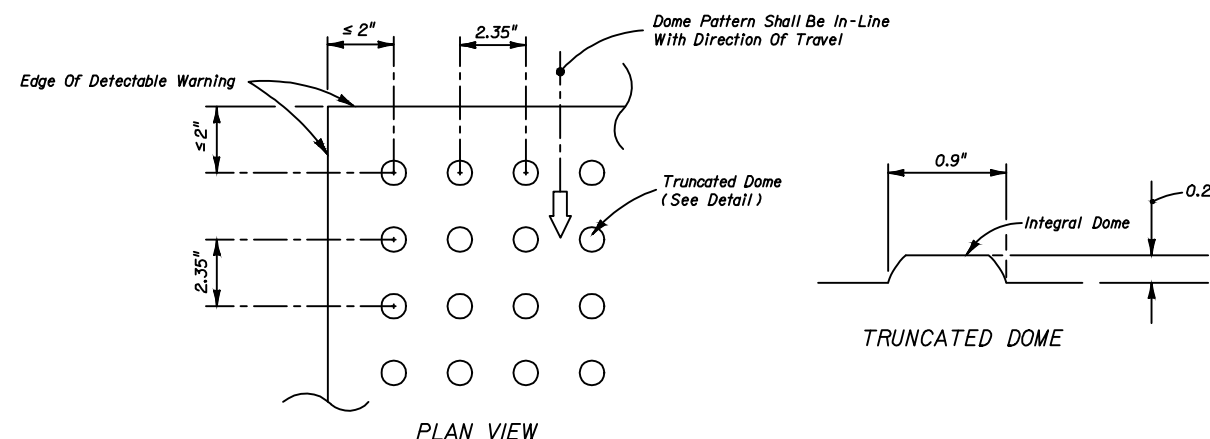 ≤ 2"
2.35"
Dome Pattern Shall Be In-Line
With Direction Of Travel
Edge Of Detectable Warning
≤2"
2.35"
Truncated Dome
(See Detail)
PLAN VIEW
0.9"
0.2
Integral Dome
TRUNCATED DOME